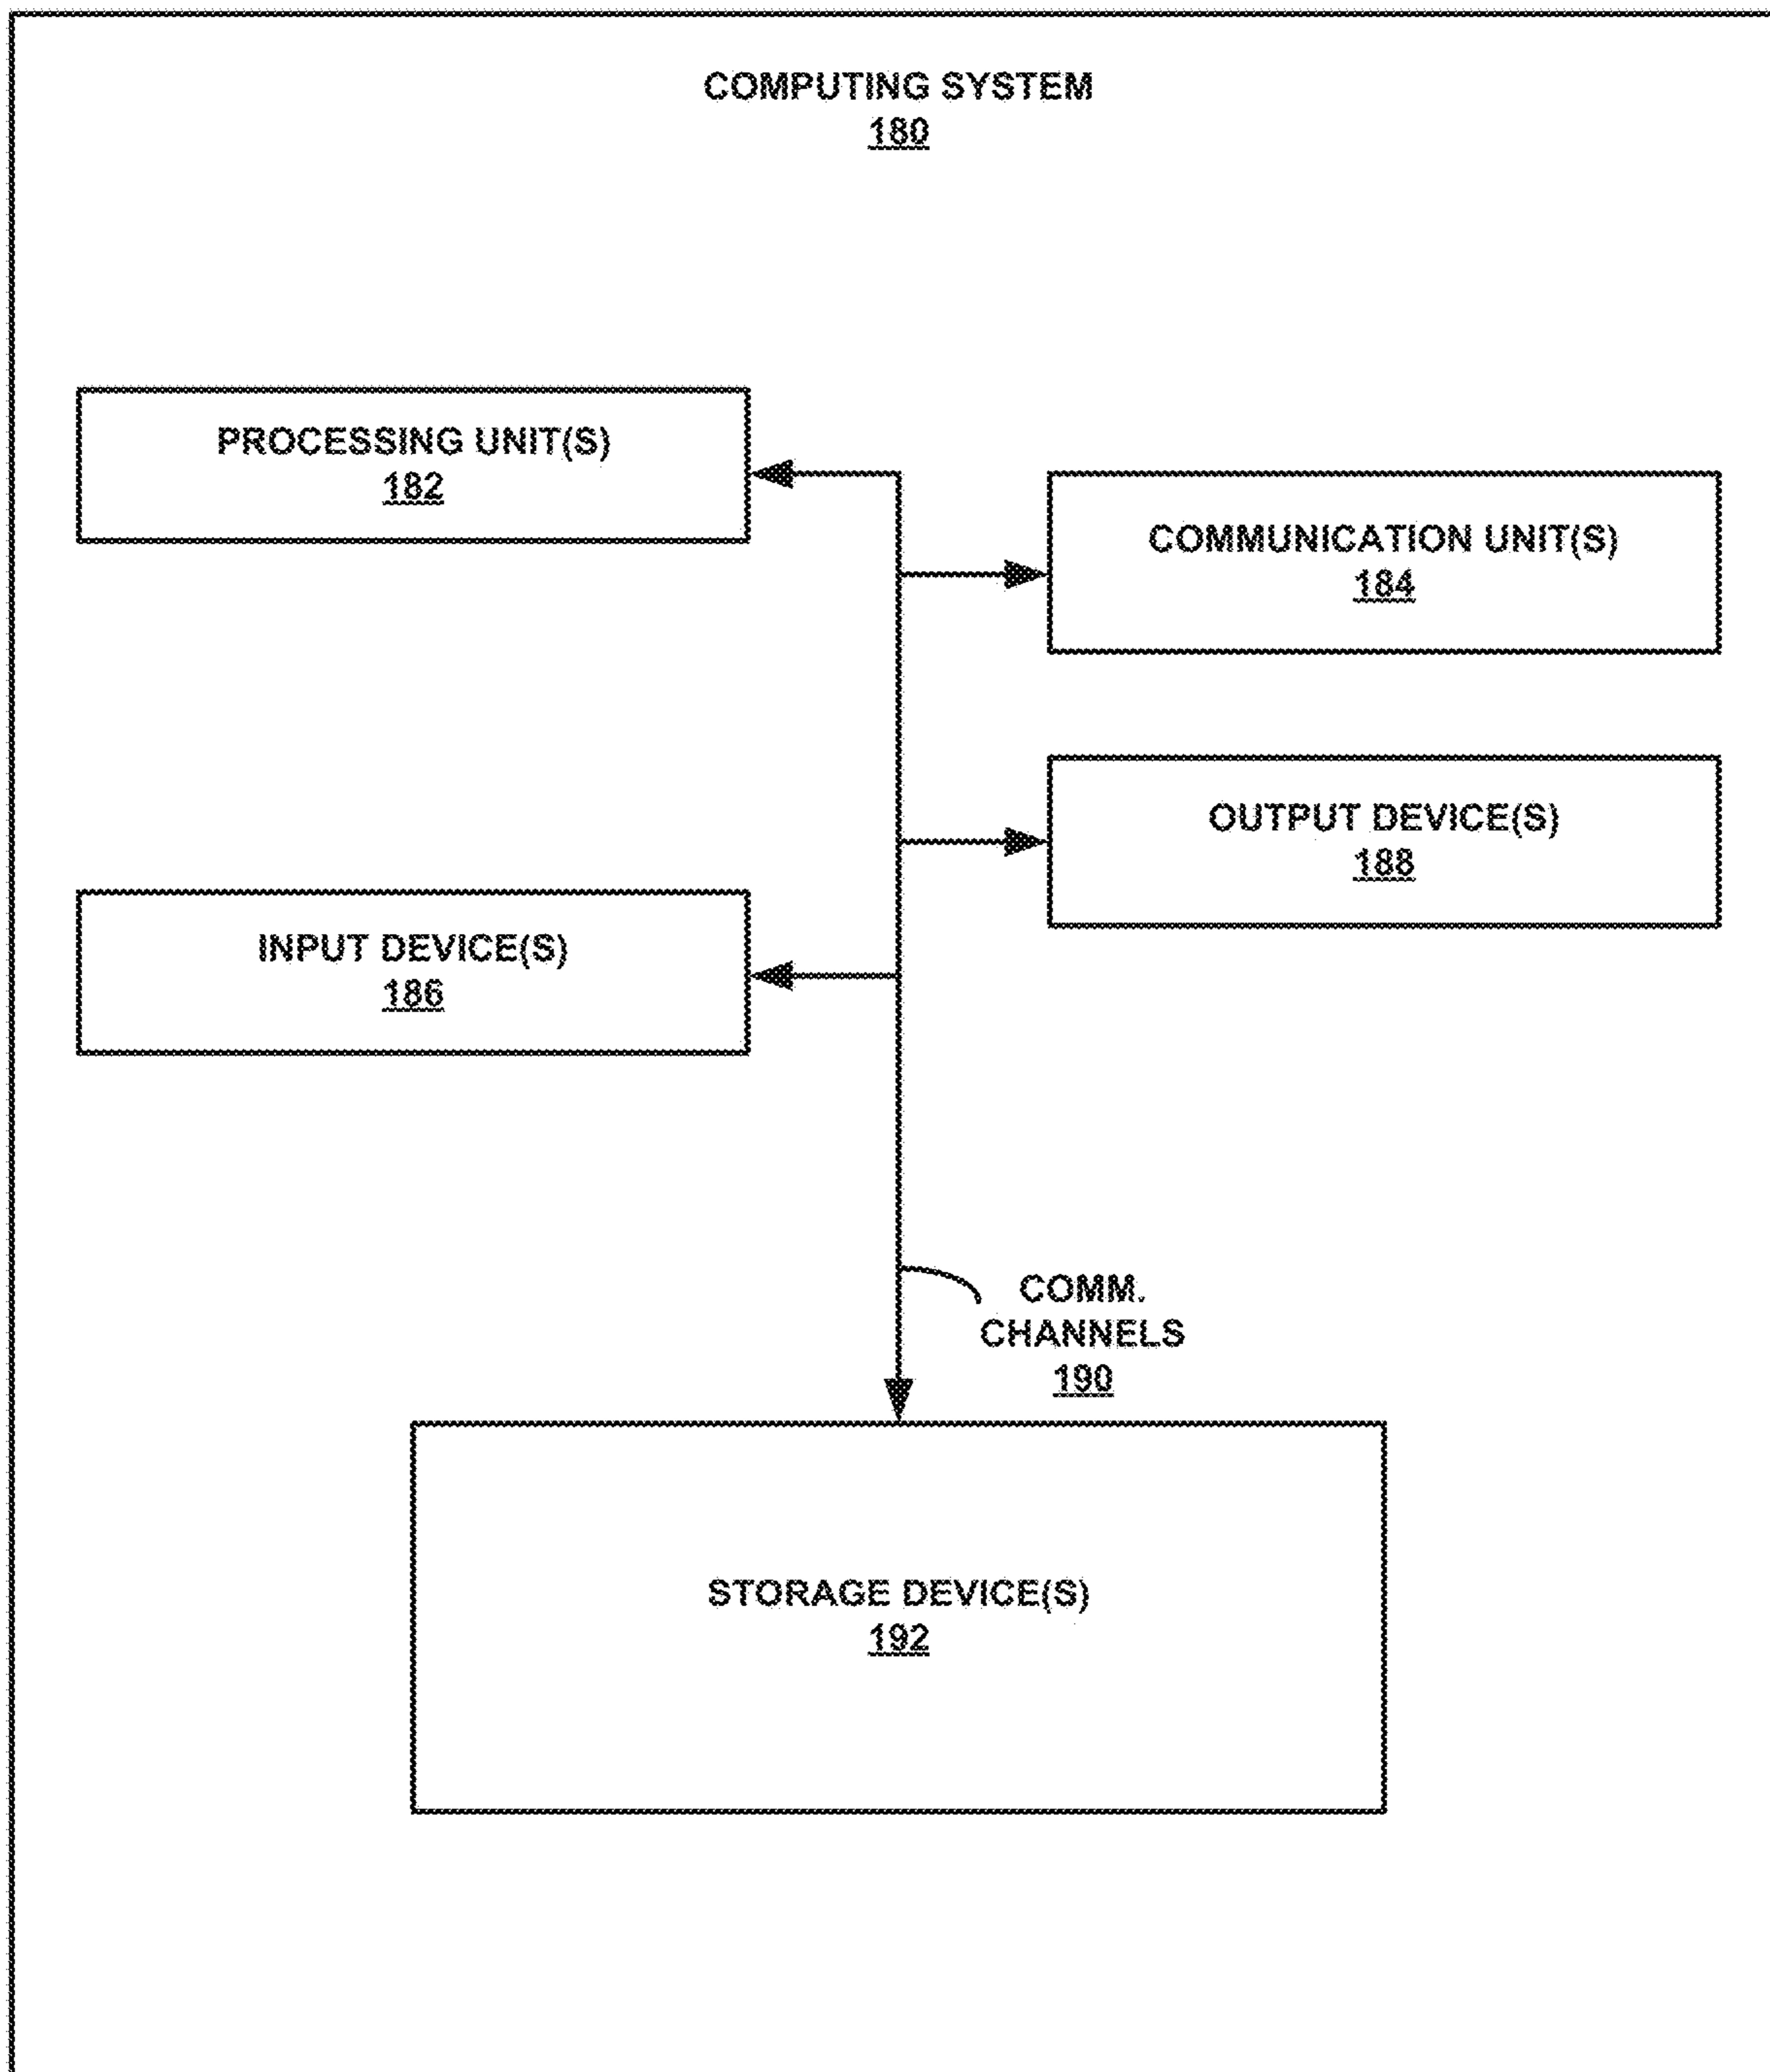 COMPUTING SYSTEM
180
PROCESSING UNIT(S)
182
COMMUNICATION UNIT(S)
184
OUTPUT DEVICE(S)
188
INPUT DEVICE(S)
186
COMM.
CHANNELS
190
STORAGE DEVICE(S)
192